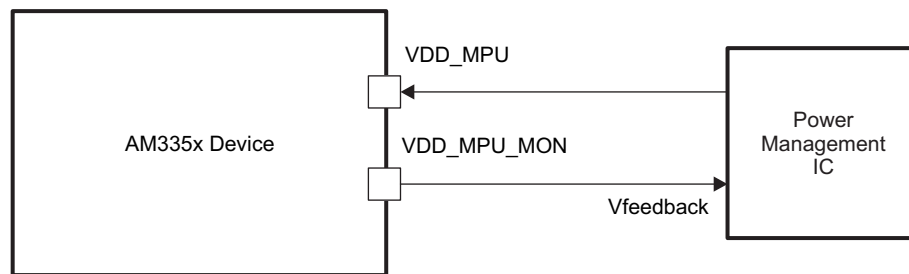 VDD_MPU
AM335x Device
VDD_MPU_MON
Vfeedback
Power
Management
IC